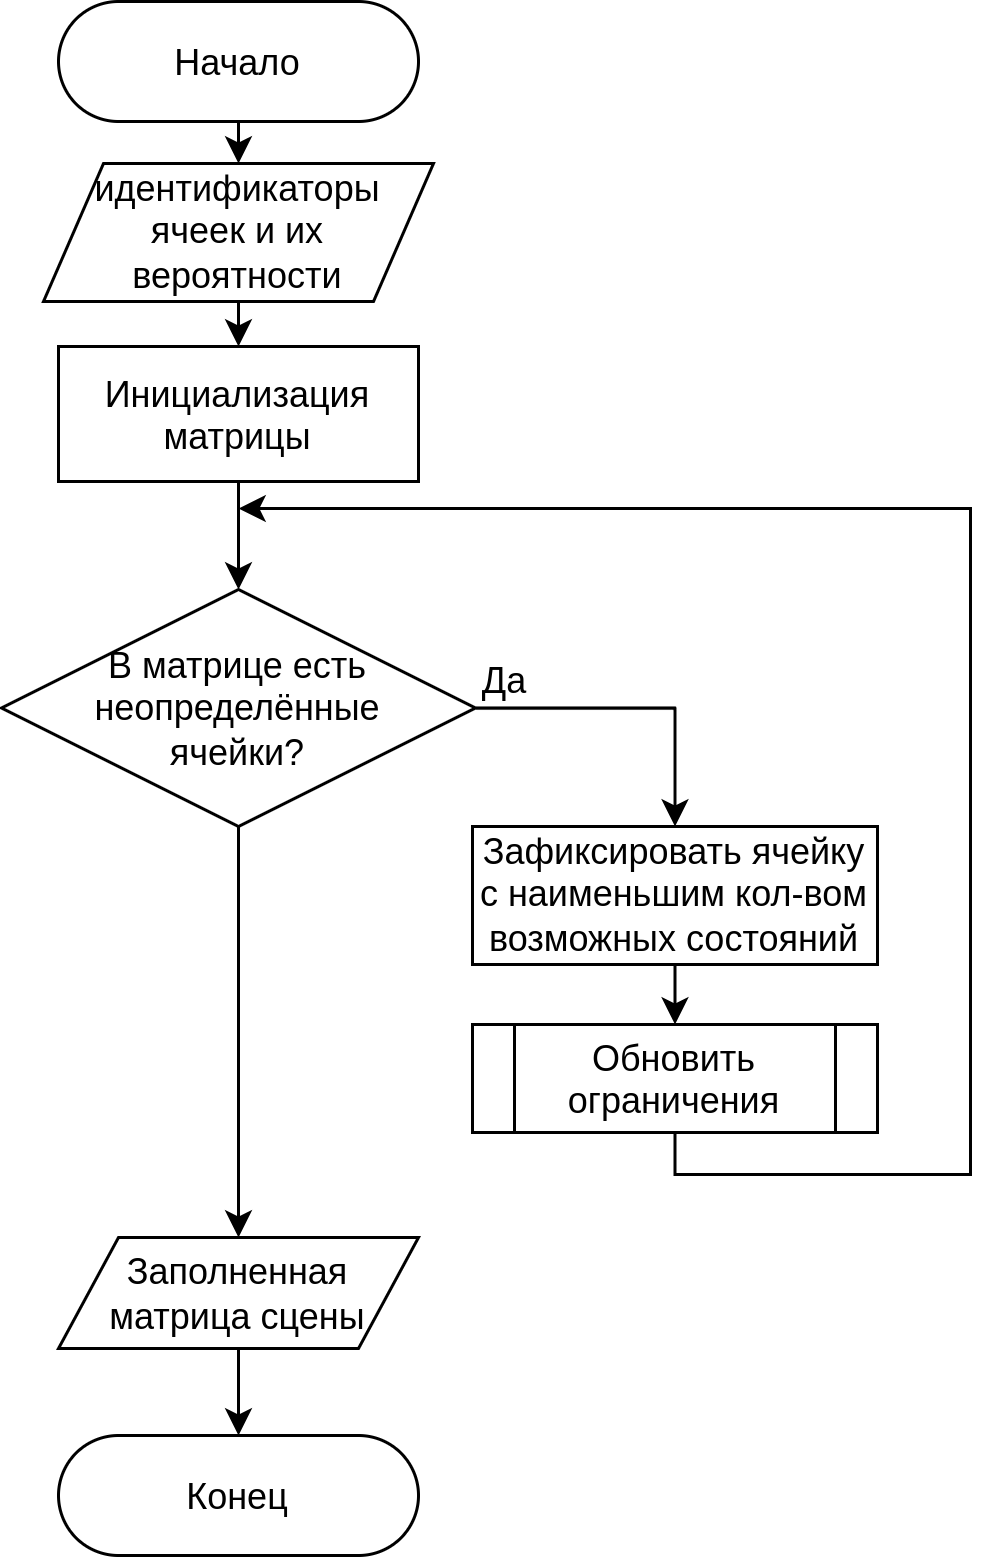 Начало
идентификаторы
ячеек и их
вероятности
Инициализация
матрицы
В матрице есть
неопределённые
ячейки?
Да
Зафиксировать ячейку
с наименьшим кол-вом
возможных состояний
Обновить
ограничения
Заполненная
матрица сцены
Конец